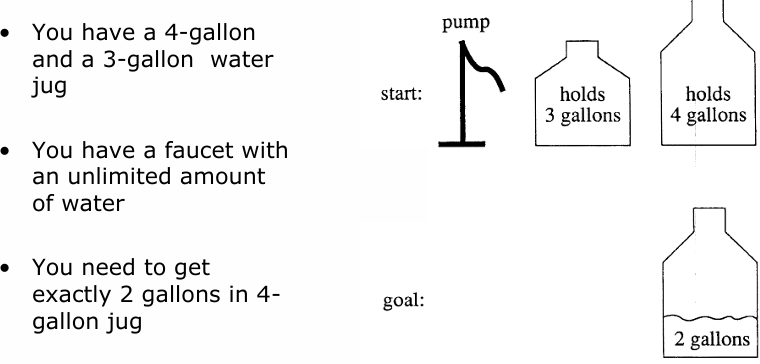 • You have a 4-gallon
and a 3-gallon water
jug
• You have a faucet with
an unlimited amount
of water
• You need to get
exactly 2 gallons in 4-
gallon jug
pump
start:
holds
3 gallons
holds
4 gallons
goal:
2 gallons